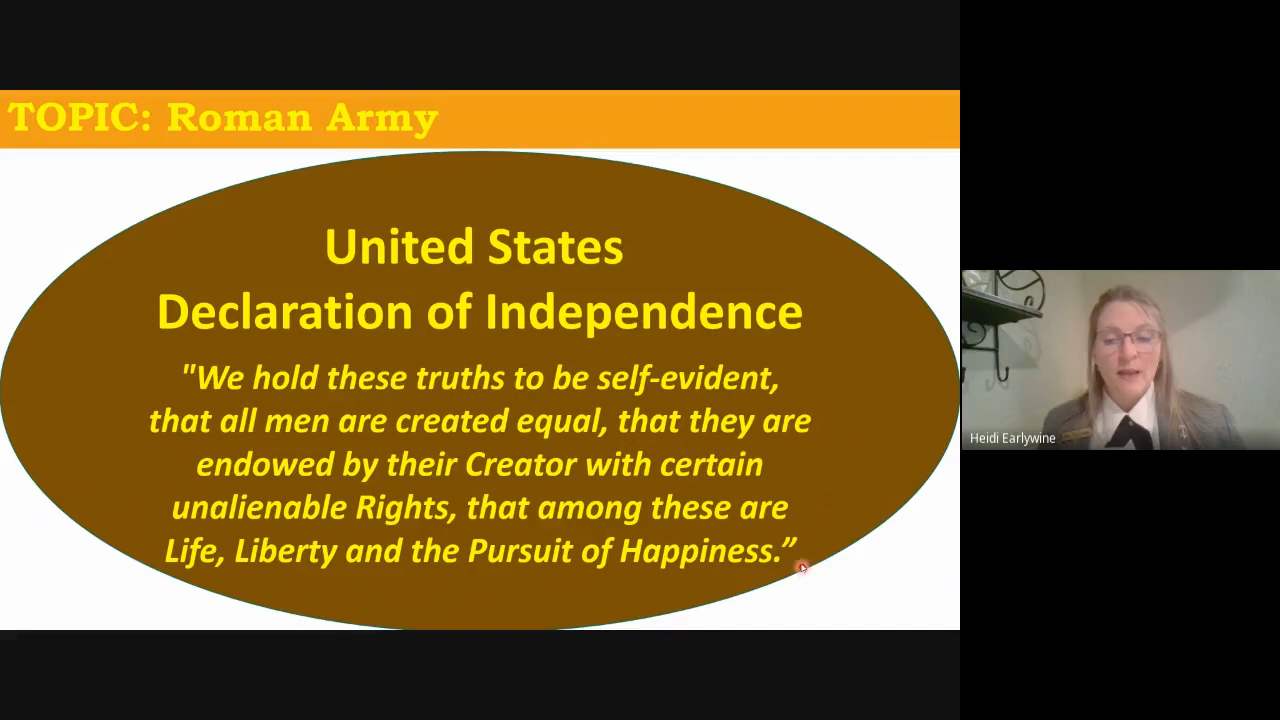 TOPIC: Roman Army
United States
Declaration of Independence
"We hold these truths to be self-evident,
that all men are created equal, that they are
endowed by their Creator with certain
unalienable Rights, that among these are
Life, Liberty and the Pursuit of Happiness.”
Heidi Earlywine